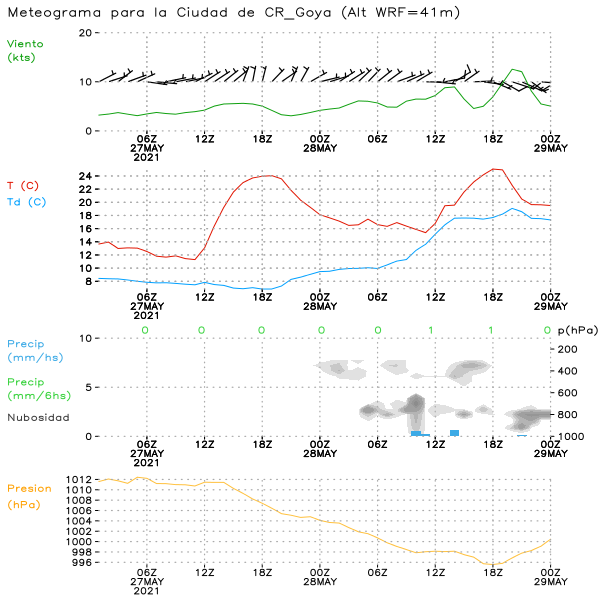 Meteograma para la Ciudad de CR_Goya (Alt WRF=41m)
Viento
(kts)
20
10
0
06Z 12Z 18Z 00Z 06Z 12Z 18Z 00Z
27MAY 28MAY 29MAY
2021
T (C)
Td (C)
24
22
20
18
16
14
12
10
8
06Z 12Z 18Z 00Z 06Z 12Z 18Z 00Z
27MAY 28MAY 29MAY
2021
0 0 0 0 0 1 1 0 p(hPa)
Precip
(mm/hs)
Precip
(mm/6hs)
Nubosidad
10
5
0
200
400
600
800
1000
06Z 12Z 18Z 00Z 06Z 12Z 18Z 00Z
27MAY 28MAY 29MAY
2021
Presion
(hPa)
1012
1010
1008
1006
1004
1002
1000
998
996
06Z 12Z 18Z 00Z 06Z 12Z 18Z 00Z
27MAY 28MAY 29MAY
2021